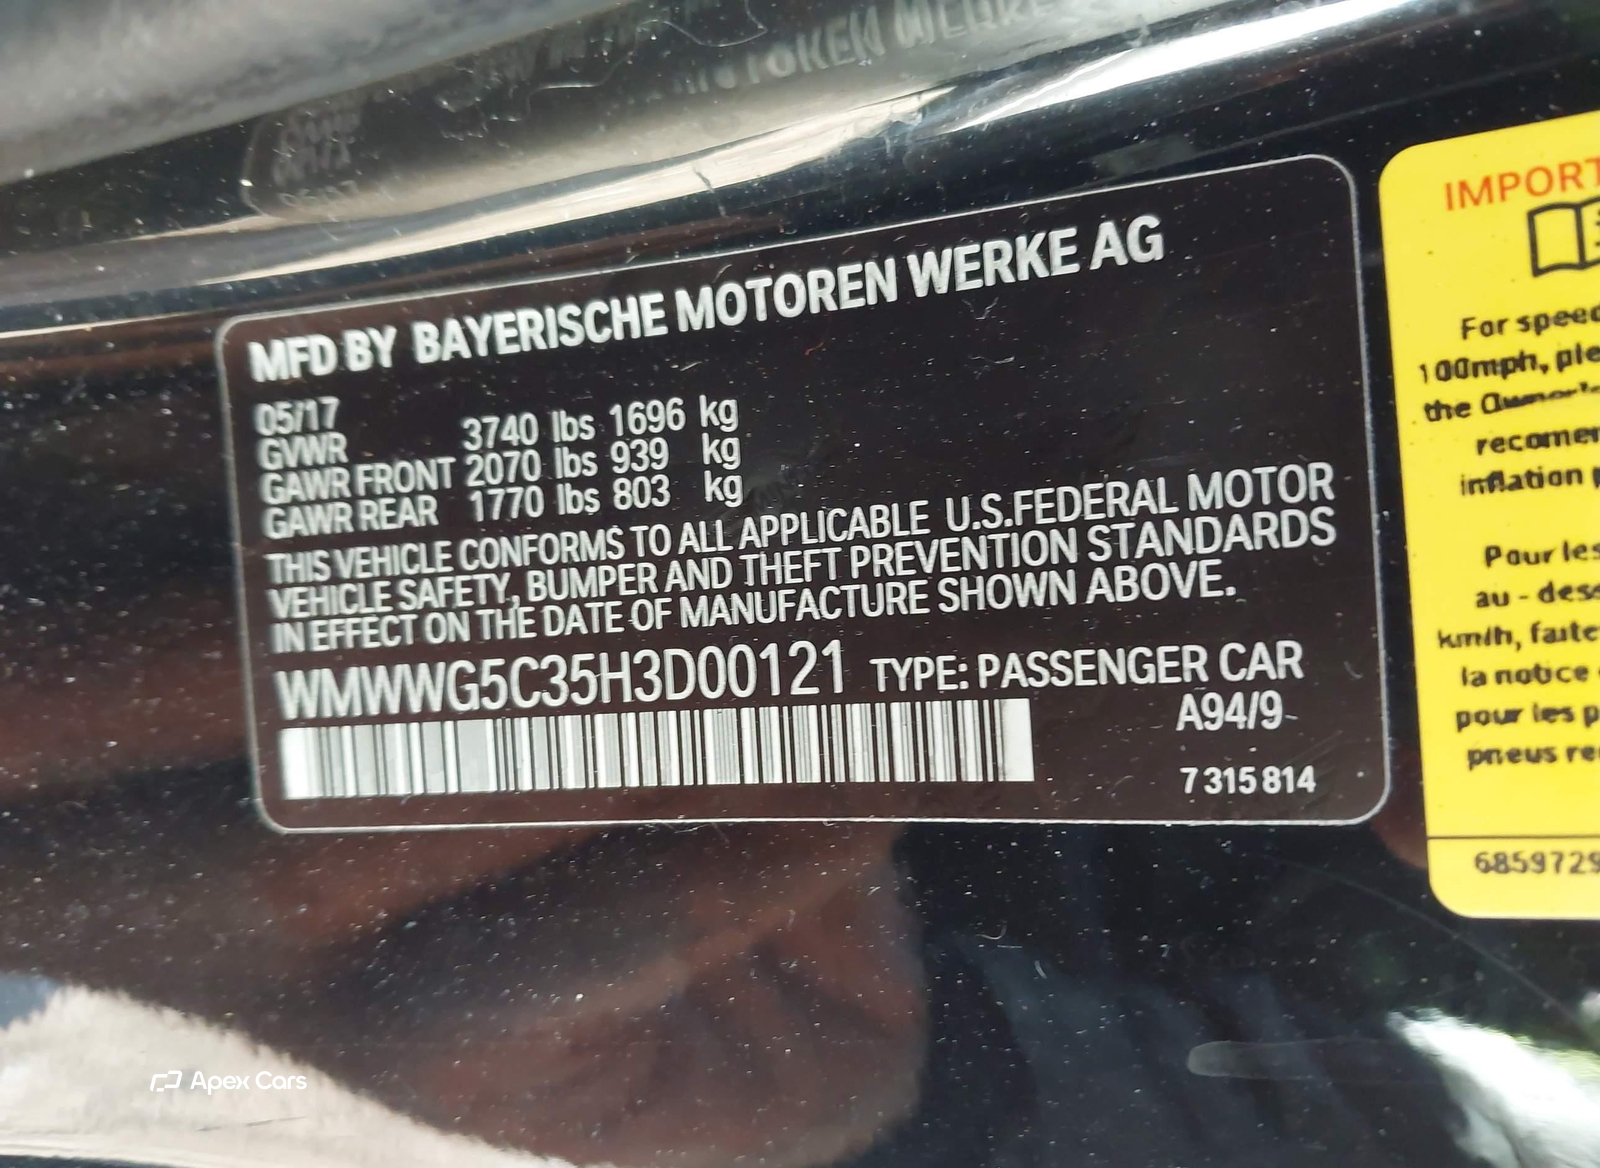 MFD BY BAYERISCHE MOTOREN WERKE AG
05/17
GVWR 3740 lbs 1696 kg
GAWR FRONT 2070 lbs 939 kg
GAWR REAR 1770 lbs 803 kg
THIS VEHICLE CONFORMS TO ALL APPLICABLE U.S.FEDERAL MOTOR
VEHICLE SAFETY, BUMPER AND THEFT PREVENTION STANDARDS
IN EFFECT ON THE DATE OF MANUFACTURE SHOWN ABOVE.
WMWWG5C35H3D00121 TYPE: PASSENGER CAR
A94/9
7 315 814
IMPORT
For speed
100mph, ple
the Owner's
recomen
inflation p
Pour les
au - dess
km/h, faite
la notice
pour les p
pneus re
6859729
Apex Cars